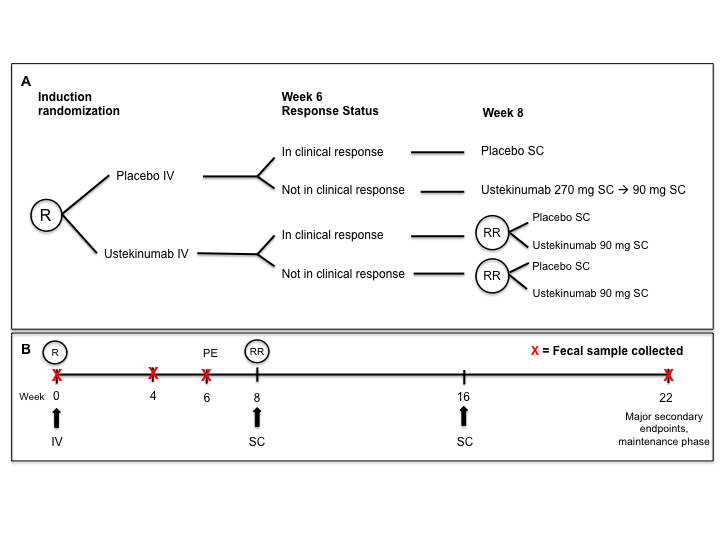 A
Induction
randomization
Week 6
Response Status
Week 8
R
Placebo IV
In clinical response
Placebo SC
Not in clinical response
Ustekinumab 270 mg SC → 90 mg SC
Ustekinumab IV
In clinical response
RR
Placebo SC
Ustekinumab 90 mg SC
Not in clinical response
RR
Placebo SC
Ustekinumab 90 mg SC
B
R
PE
RR
X = Fecal sample collected
X X X X
Week 0 4 6 8 16 22
IV SC SC
Major secondary
endpoints,
maintenance phase